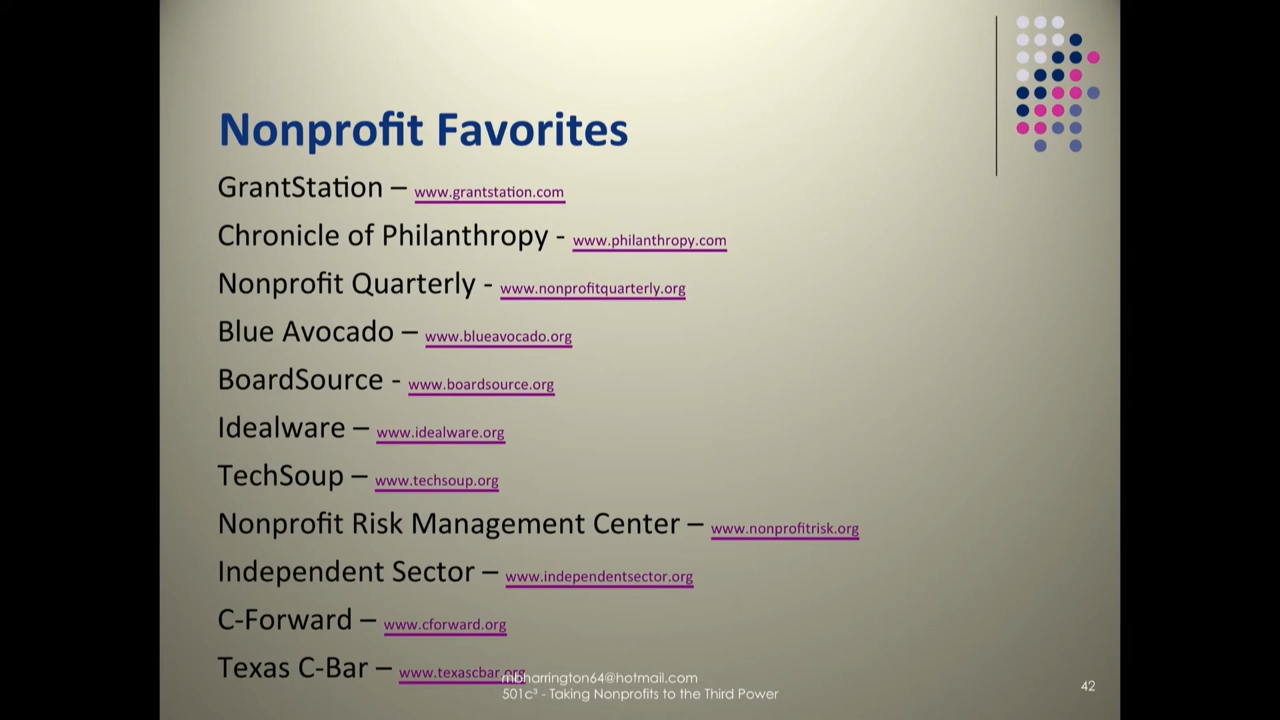 Nonprofit Favorites
GrantStation – www.grantstation.com
Chronicle of Philanthropy - www.philanthropy.com
Nonprofit Quarterly - www.nonprofitquarterly.org
Blue Avocado – www.blueavocado.org
BoardSource - www.boardsource.org
Idealware – www.idealware.org
TechSoup – www.techsoup.org
Nonprofit Risk Management Center – www.nonprofitrisk.org
Independent Sector – www.independentsector.org
C-Forward – www.cforward.org
Texas C-Bar – www.texascbar.org
mbharrington64@hotmail.com
501c³ - Taking Nonprofits to the Third Power
42